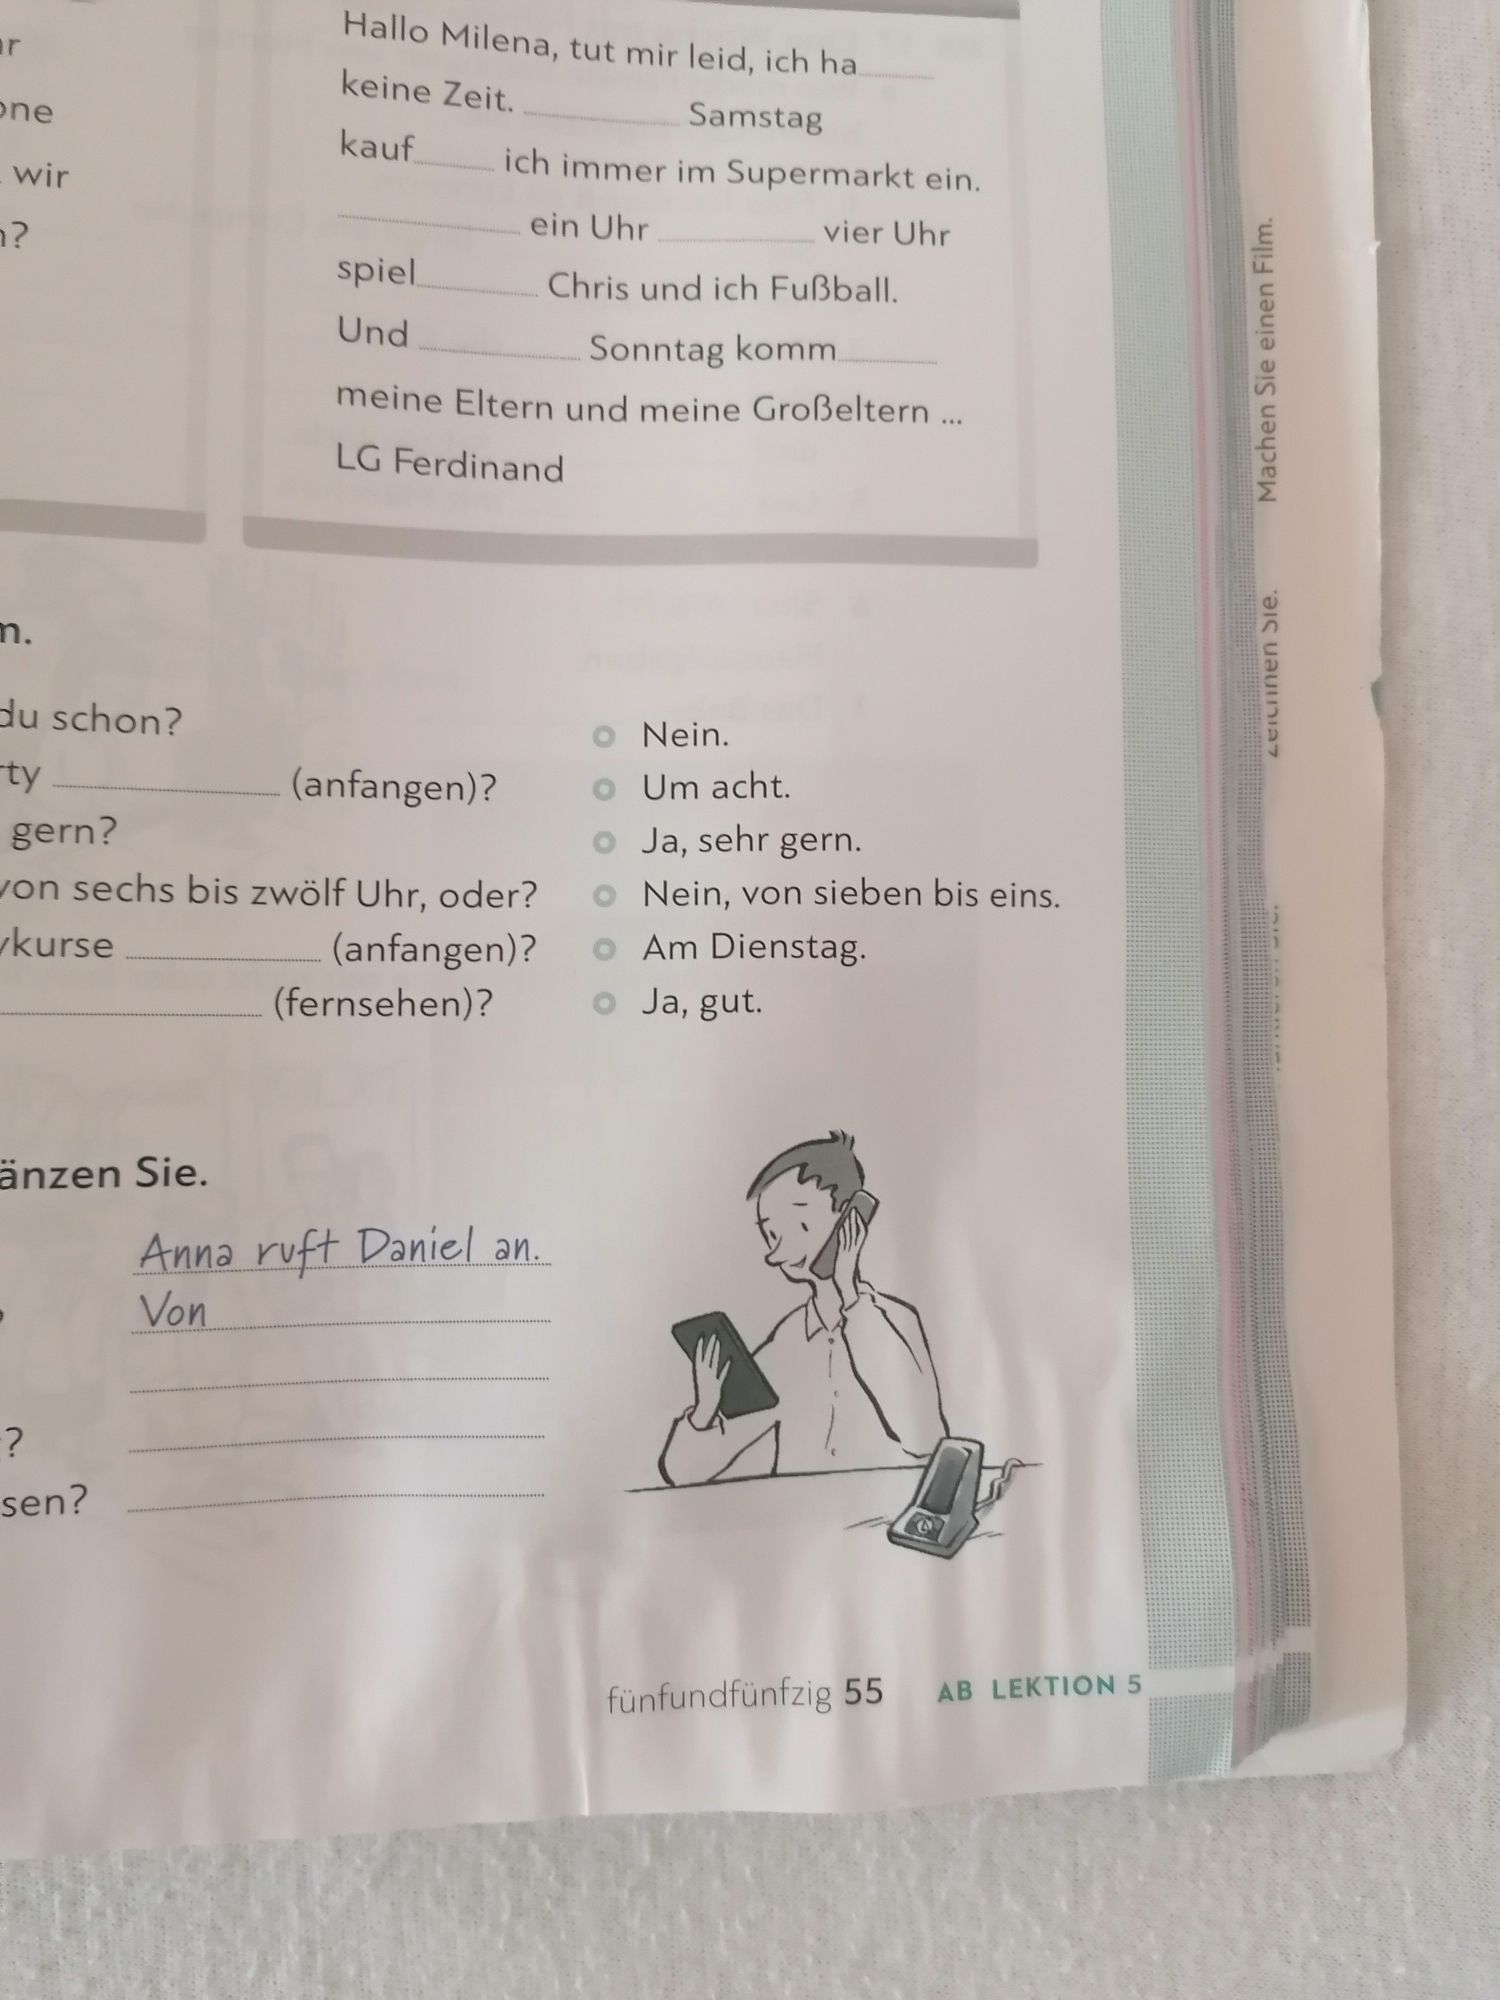 Hallo Milena, tut mir leid, ich ha
keine Zeit. Samstag
kauf ich immer im Supermarkt ein.
ein Uhr vier Uhr
spiel Chris und ich Fußball.
Und Sonntag komm
meine Eltern und meine Großeltern ...
LG Ferdinand
wir
du schon?
(anfangen)?
gern?
von sechs bis zwölf Uhr, oder?
kurse (anfangen)?
(fernsehen)?
Nein.
Um acht.
Ja, sehr gern.
Nein, von sieben bis eins.
Am Dienstag.
Ja, gut.
änzen Sie.
Anna ruft Daniel an.
Von
sen?
fünfundfünfzig 55 AB LEKTION 5
Machen Sie einen Film.
Zeichnen Sie.